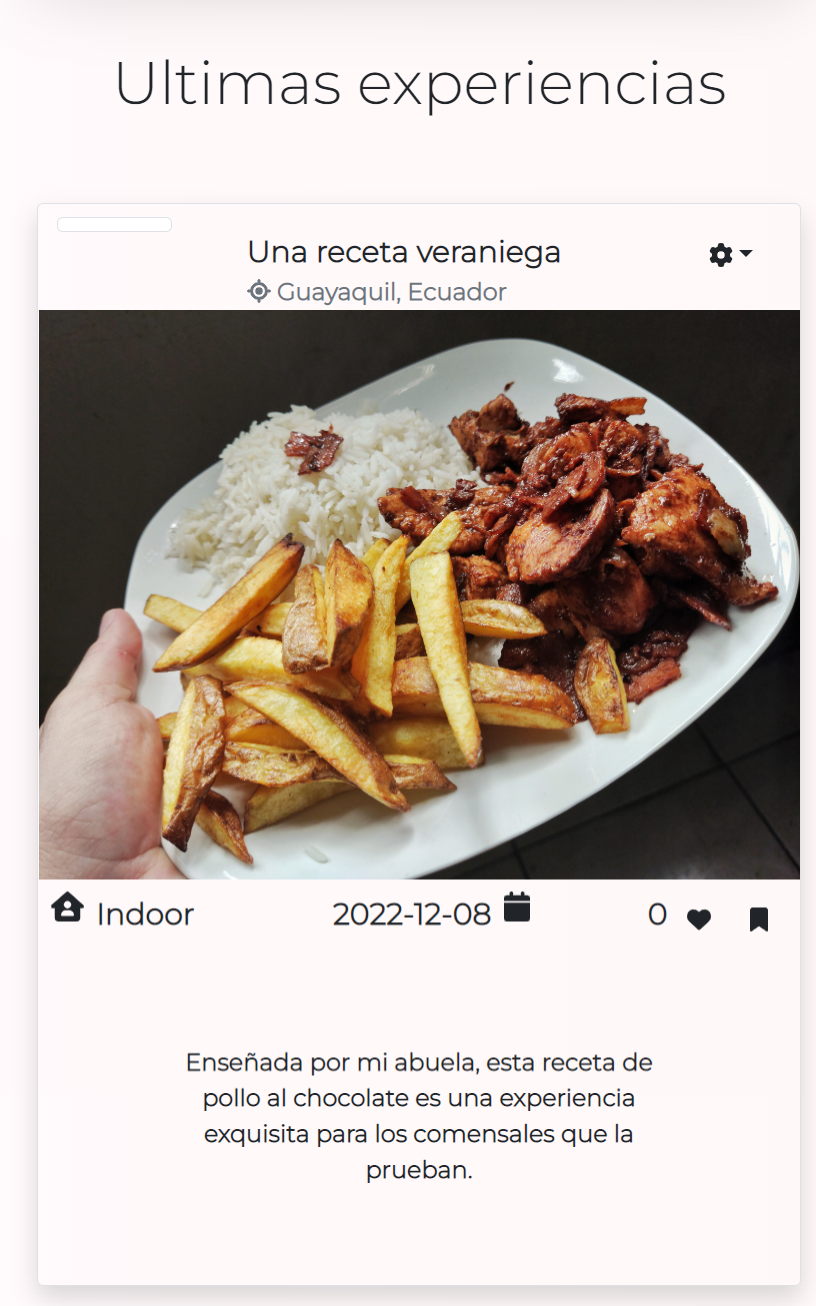 Ultimas experiencias
Una receta veraniega
Guayaquil, Ecuador
Indoor 2022-12-08 0
Enseñada por mi abuela, esta receta de
pollo al chocolate es una experiencia
exquisita para los comensales que la
prueban.